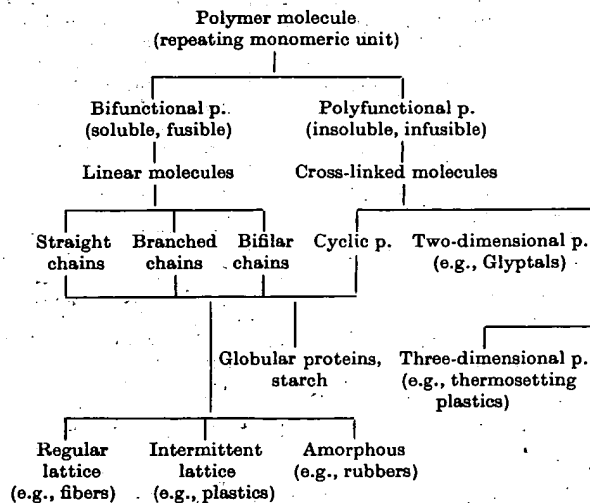 Polymer molecule
(repeating monomeric unit)
Bifunctional p.
(soluble, fusible)
Polyfunctional p.
(insoluble, infusible)
Linear molecules
Cross-linked molecules
Straight
chains
Branched
chains
Bifilar
chains
Cyclic p.
Two-dimensional p.
(e.g., Glyptals)
Globular proteins,
starch
Three-dimensional p.
(e.g., thermosetting
plastics)
Regular
lattice
(e.g., fibers)
Intermittent
lattice
(e.g., plastics)
Amorphous
(e.g., rubbers)